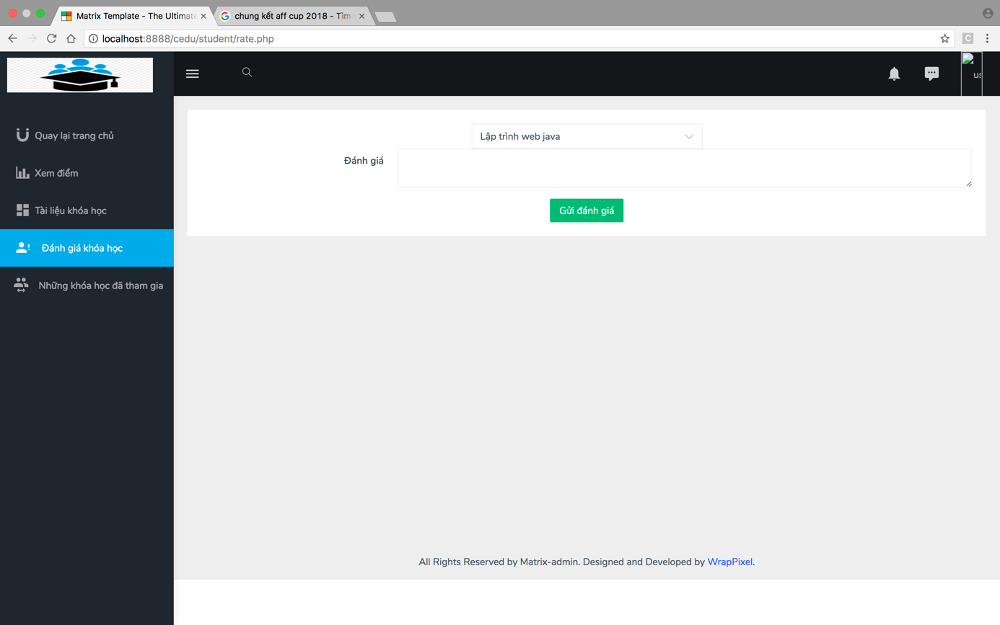 Matrix Template - The Ultimate
chung kết aff cup 2018 - Tìm
localhost:8888/cedu/student/rate.php
C
us
Quay lại trang chủ
Xem điểm
Tài liệu khóa học
Đánh giá khóa học
Những khóa học đã tham gia
Lập trình web java
Đánh giá
Gửi đánh giá
All Rights Reserved by Matrix-admin. Designed and Developed by WrapPixel.